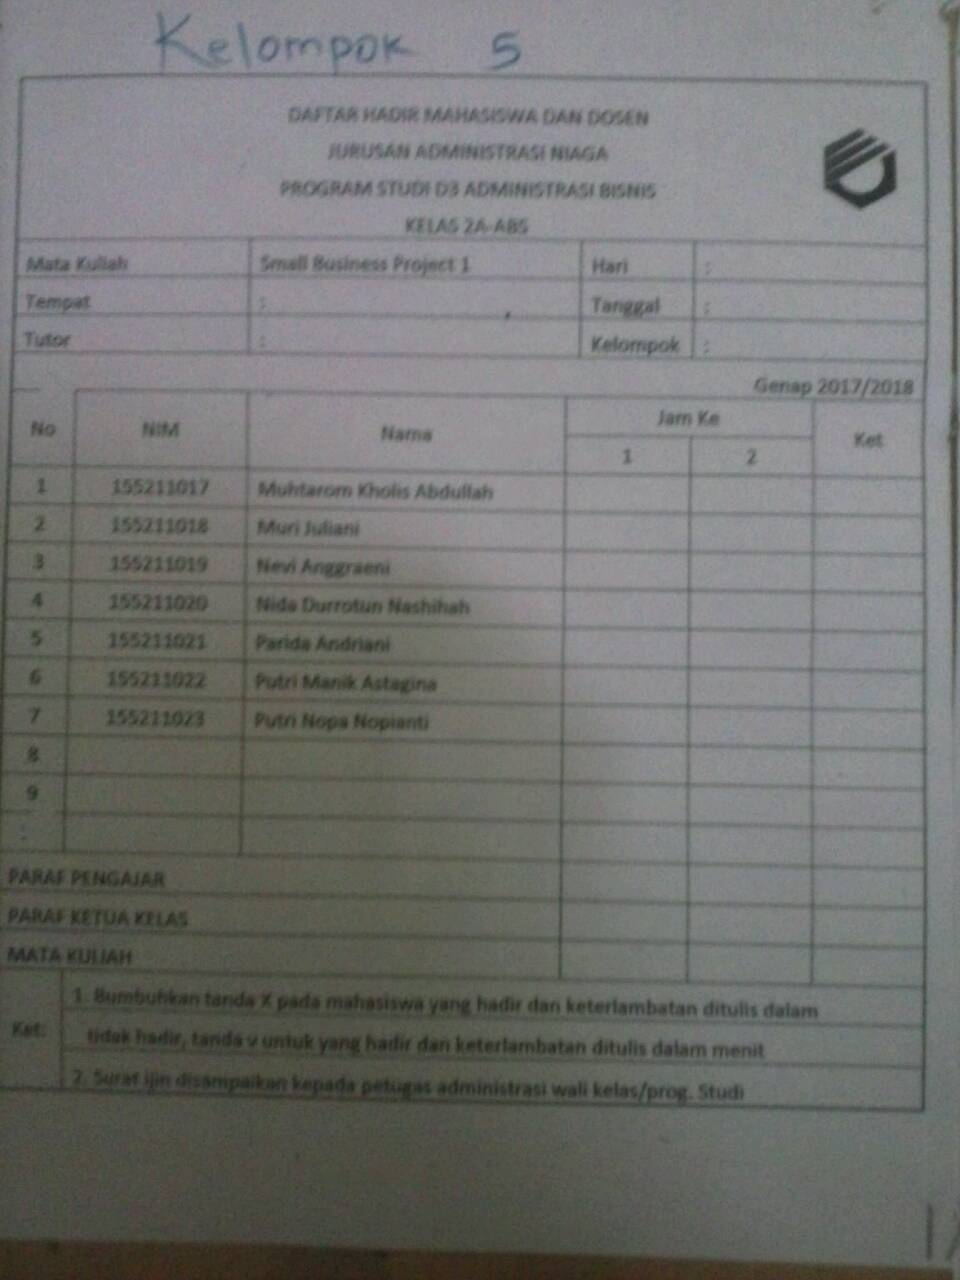 Kelompok 5
DAFTAR HADIR MAHASISWA DAN DOSEN
JURUSAN ADMINISTRASI NIAGA
PROGRAM STUDI D3 ADMINISTRASI BISNIS
KELAS 2A-ABS
Mata Kuliah Small Business Project 1 Hari :
Tempat : Tanggal :
Tutor : Kelompok :
Genap 2017/2018
No NIM Nama Jam Ke Ket
1 2
1 155211017 Muhtarom Kholis Abdullah
2 155211018 Muri Juliani
3 155211019 Nevi Anggraeni
4 155211020 Nida Durrotun Nashihah
5 155211021 Parida Andriani
6 155211022 Putri Manik Astagina
7 155211023 Putri Nopa Nopianti
8
9
:
PARAF PENGAJAR
PARAF KETUA KELAS
MATA KULIAH
Ket: 1. Bumbuhkan tanda X pada mahasiswa yang hadir dan keterlambatan ditulis dalam
tidak hadir, tanda v untuk yang hadir dan keterlambatan ditulis dalam menit
2. Surat ijin disampaikan kepada petugas administrasi wali kelas/prog. Studi